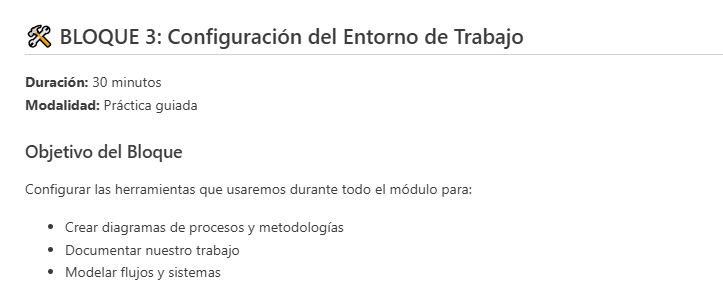 🛠 BLOQUE 3: Configuración del Entorno de Trabajo
Duración: 30 minutos
Modalidad: Práctica guiada
Objetivo del Bloque
Configurar las herramientas que usaremos durante todo el módulo para:
• Crear diagramas de procesos y metodologías
• Documentar nuestro trabajo
• Modelar flujos y sistemas